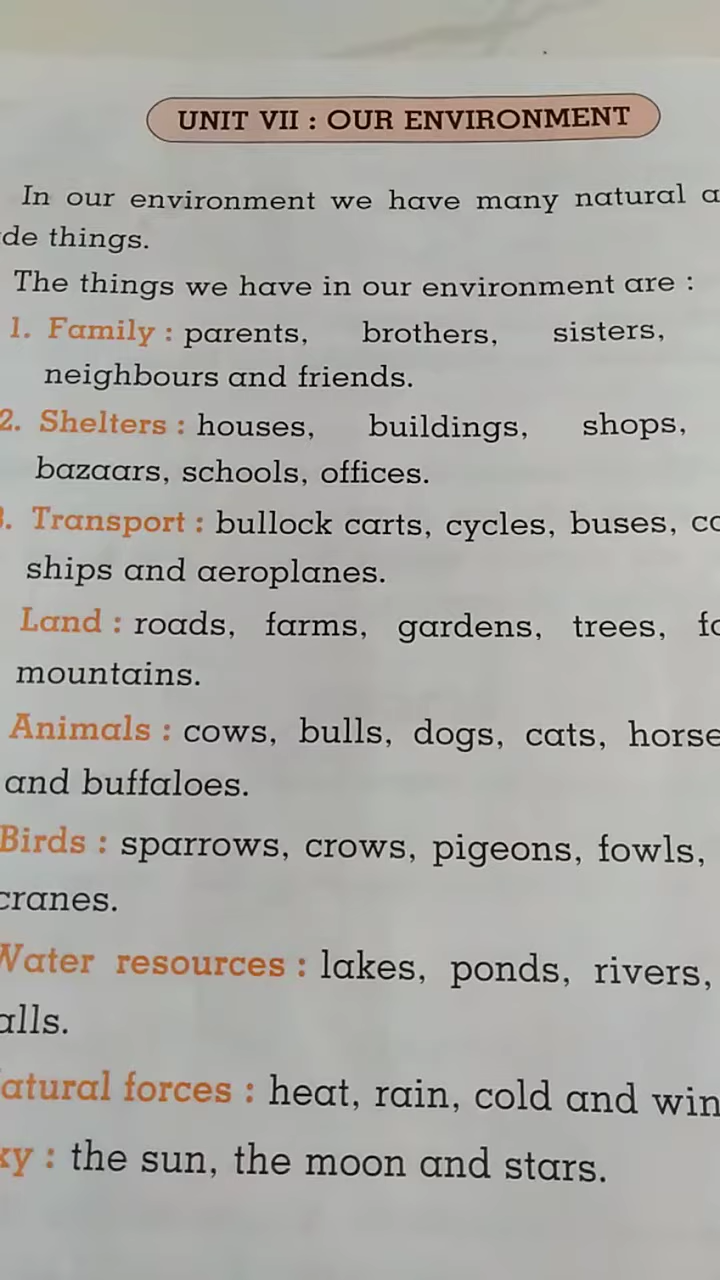 UNIT VII : OUR ENVIRONMENT
In our environment we have many natural
things.
The things we have in our environment are :
1. Family : parents, brothers, sisters,
neighbours and friends.
2. Shelters : houses, buildings, shops,
bazaars, schools, offices.
Transport : bullock carts, cycles, buses,
ships and aeroplanes.
Land : roads, farms, gardens, trees,
mountains.
Animals : cows, bulls, dogs, cats,
and buffaloes.
Birds : sparrows, crows, pigeons, fowls,
cranes.
Water resources : lakes, ponds, rivers,
forces : heat, rain, cold and
: the sun, the moon and stars.